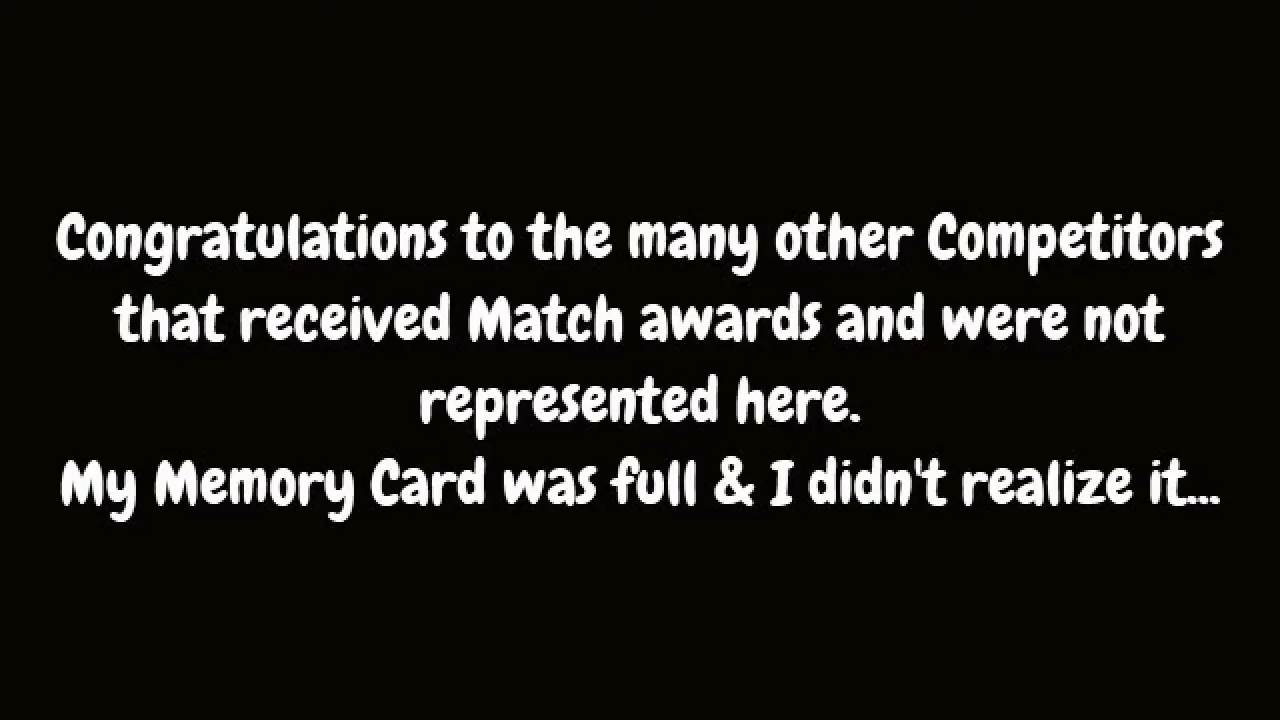 Congratulations to the many other Competitors
that received Match awards and were not
represented here.
My Memory Card was full & I didn't realize it...